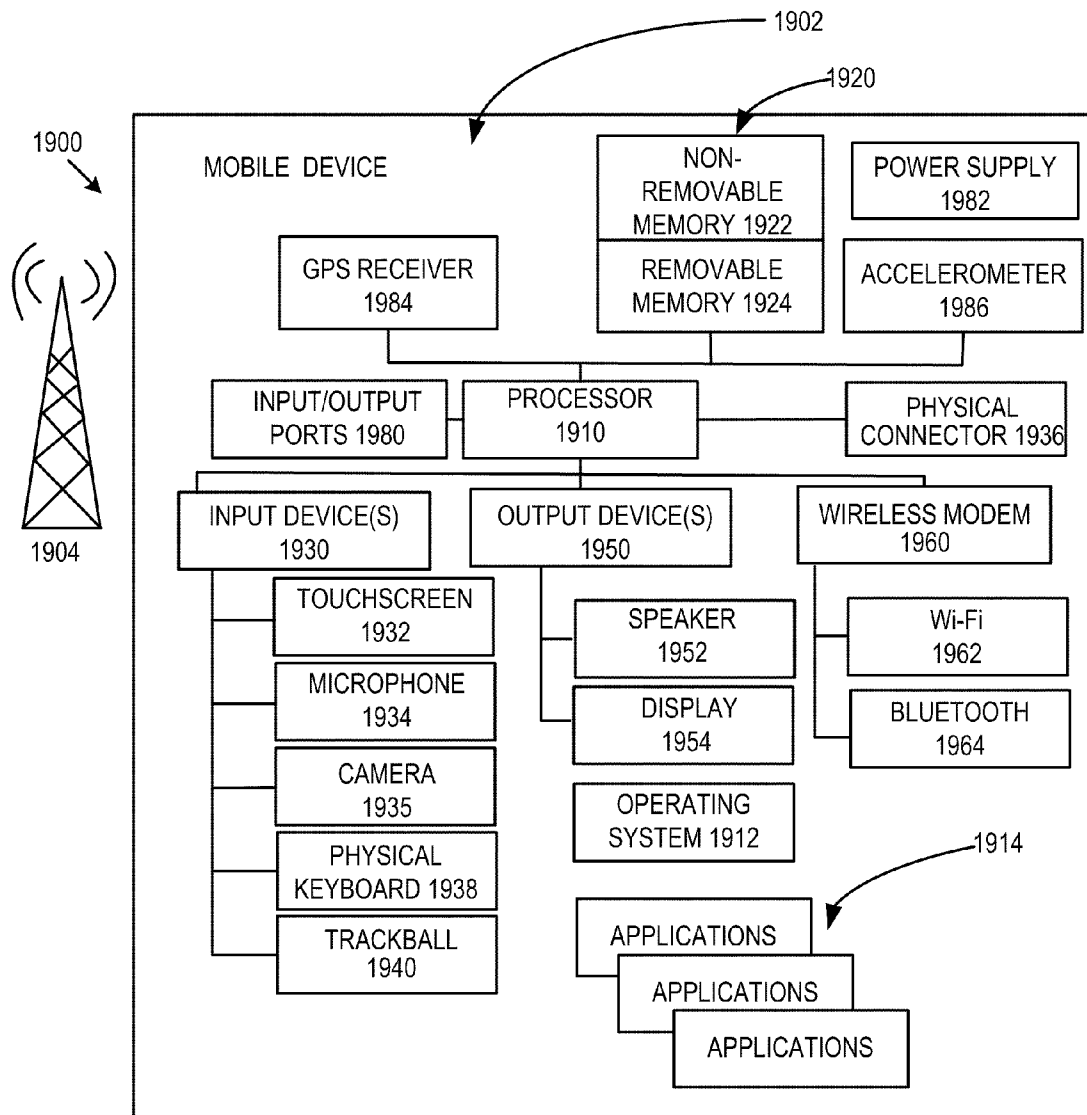 1902
1920
1900
MOBILE DEVICE
NON-
REMOVABLE
MEMORY 1922
POWER SUPPLY
1982
GPS RECEIVER
1984
REMOVABLE
MEMORY 1924
ACCELEROMETER
1986
INPUT/OUTPUT
PORTS 1980
PROCESSOR
1910
PHYSICAL
CONNECTOR 1936
1904
INPUT DEVICE(S)
1930
OUTPUT DEVICE(S)
1950
WIRELESS MODEM
1960
TOUCHSCREEN
1932
SPEAKER
1952
Wi-Fi
1962
MICROPHONE
1934
DISPLAY
1954
BLUETOOTH
1964
CAMERA
1935
OPERATING
SYSTEM 1912
PHYSICAL
KEYBOARD 1938
1914
TRACKBALL
1940
APPLICATIONS
APPLICATIONS
APPLICATIONS